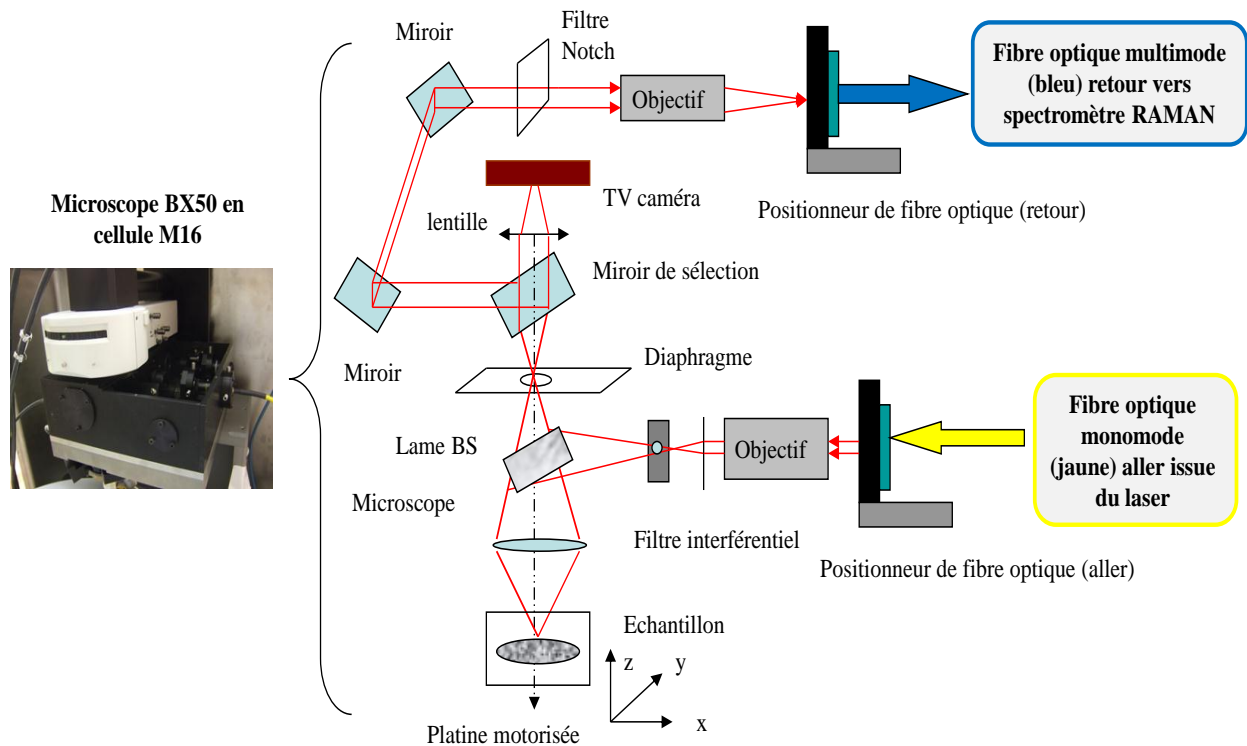 Miroir
Filtre
Notch
Objectif
Fibre optique multimode
(bleu) retour vers
spectromètre RAMAN
Microscope BX50 en
cellule M16
TV caméra
Positionneur de fibre optique (retour)
lentille
Miroir de sélection
Miroir
Diaphragme
Lame BS
Objectif
Fibre optique
monomode
(jaune) aller issue
du laser
Microscope
Filtre interférentiel
Positionneur de fibre optique (aller)
Echantillon
z
y
x
Platine motorisée